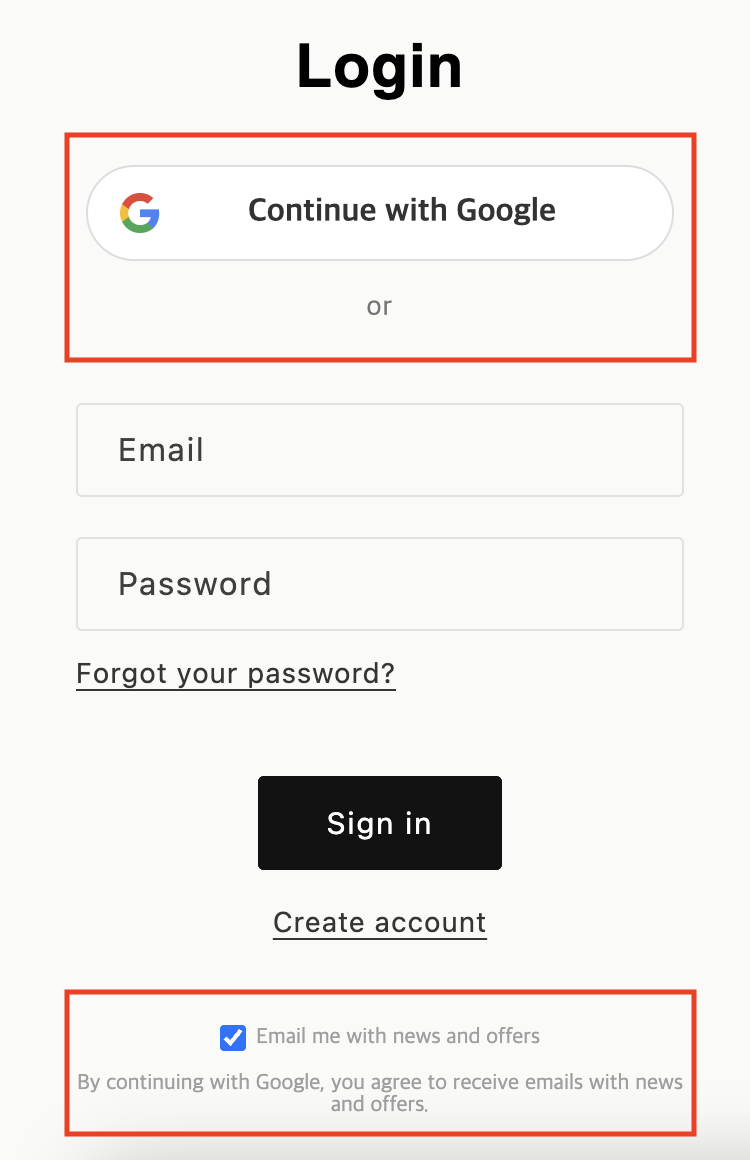 Login
Continue with Google
or
Email
Password
Forgot your password?
Sign in
Create account
Email me with news and offers
By continuing with Google, you agree to receive emails with news
and offers.